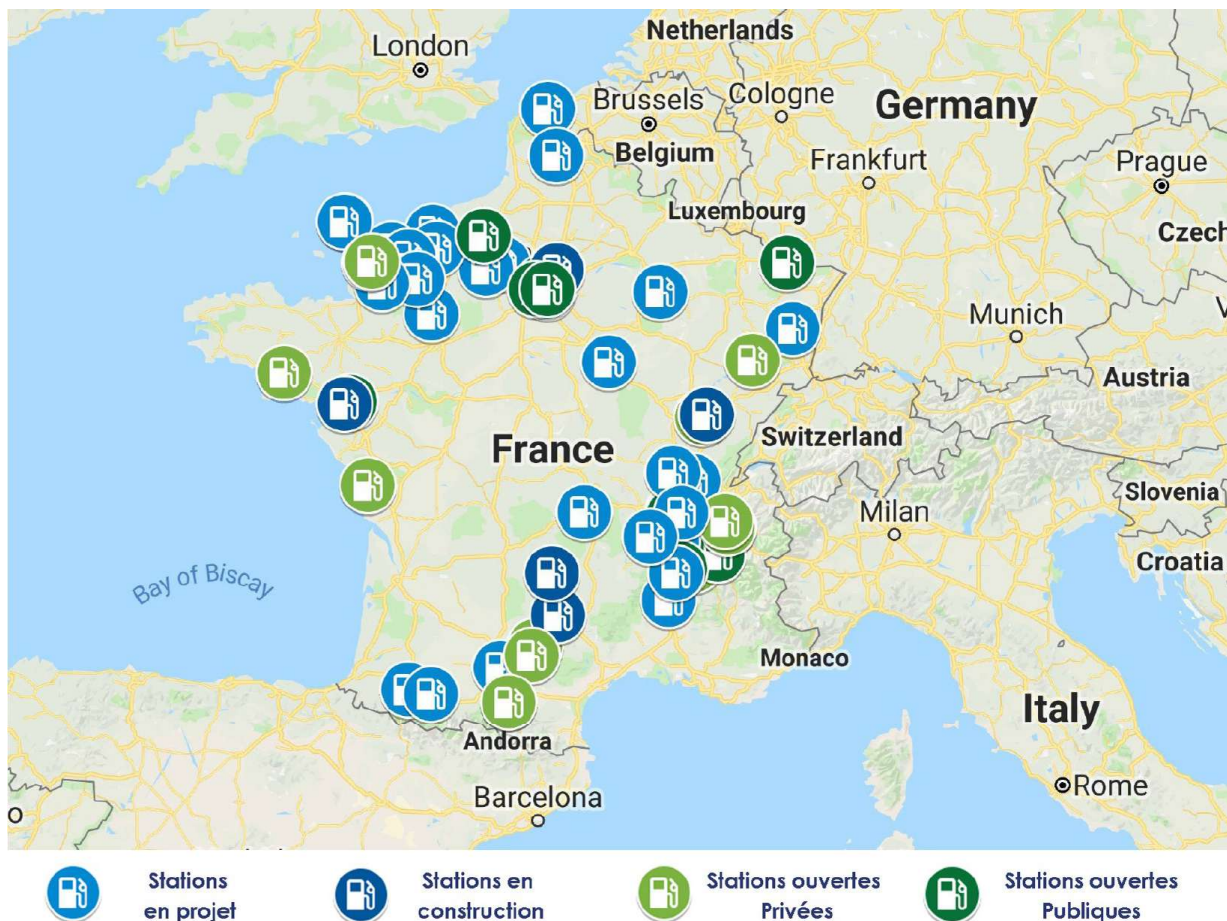 London
Netherlands
Brussels
Cologne
Germany
Belgium
Frankfurt
Prague
Luxembourg
Czech
Munich
V
Austria
Switzerland
France
Slovenia
Milan
Croatia
Bay of Biscay
Monaco
Italy
Andorra
Rome
Barcelona
o
Stations
en projet
Stations en
construction
Stations ouvertes
Privées
Stations ouvertes
Publiques